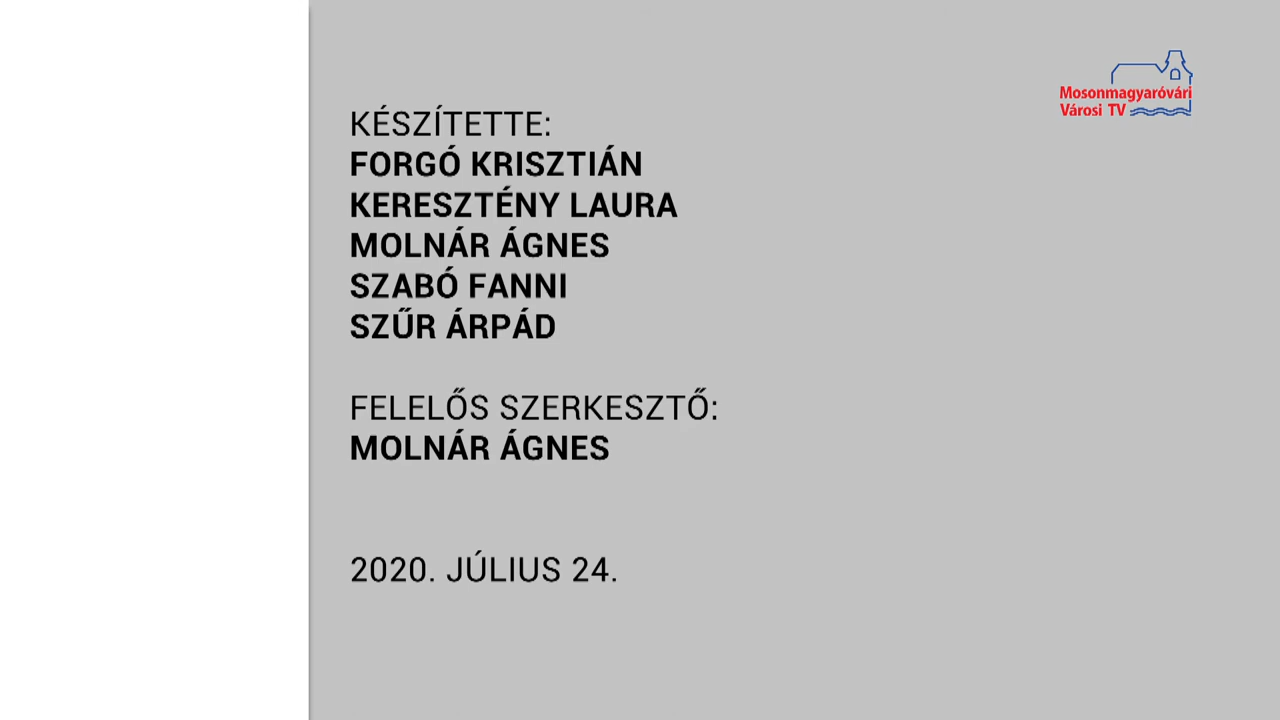 KÉSZÍTETTE:
FORGÓ KRISZTIÁN
KERESZTÉNY LAURA
MOLNÁR ÁGNES
SZABÓ FANNI
SZŰR ÁRPÁD
FELELŐS SZERKESZTŐ:
MOLNÁR ÁGNES
2020. JÚLIUS 24.
Mosonmagyaróvári
Városi TV